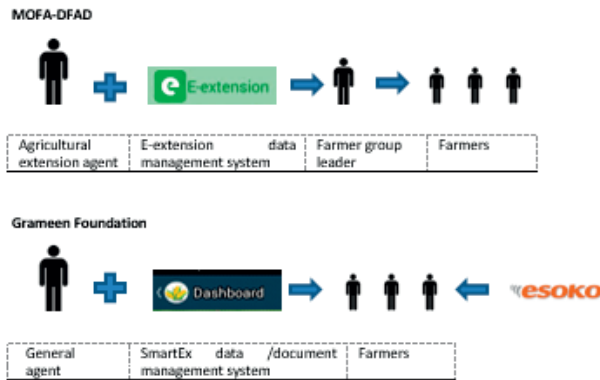 MOFA-DFAD
e E-extension
Agricultural E-extension data Farmer group Farmers
extension agent management system leader
Grameen Foundation
Dashboard
esoko
General SmartEx data /document Farmers
agent management system